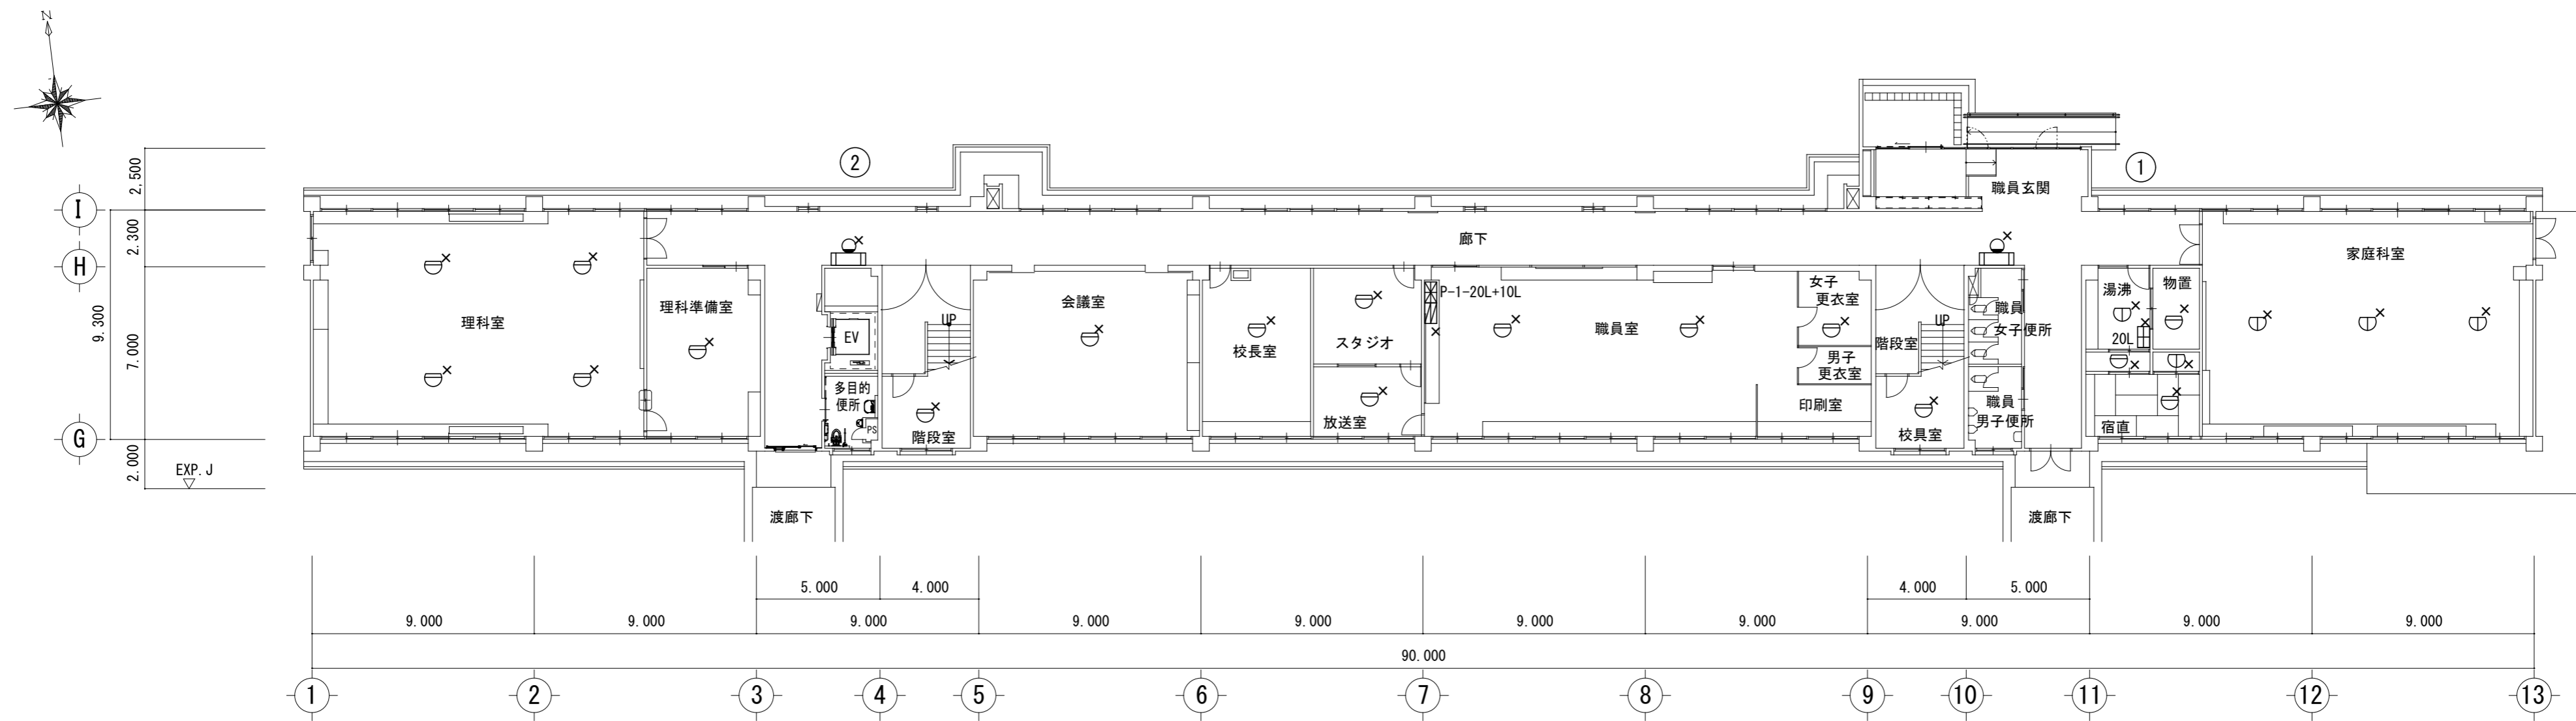 N
2,500
2,300
9.300
7.000
2.000
I
H
G
EXP.J
②
①
職員玄関
廊下
理科室
理科準備室
EV
多目的
便所
PS
UP
階段室
会議室
校長室
スタジオ
放送室
P-1-20L+10L
職員室
女子
更衣室
男子
更衣室
印刷室
階段室
UP
校具室
職員
女子便所
職員
男子便所
湯沸
20L
物置
宿直
家庭科室
渡廊下
渡廊下
5.000
4.000
4.000
5.000
9.000
9.000
9.000
9.000
9.000
9.000
9.000
9.000
9.000
9.000
90.000
1
2
3
4
5
6
7
8
9
10
11
12
13